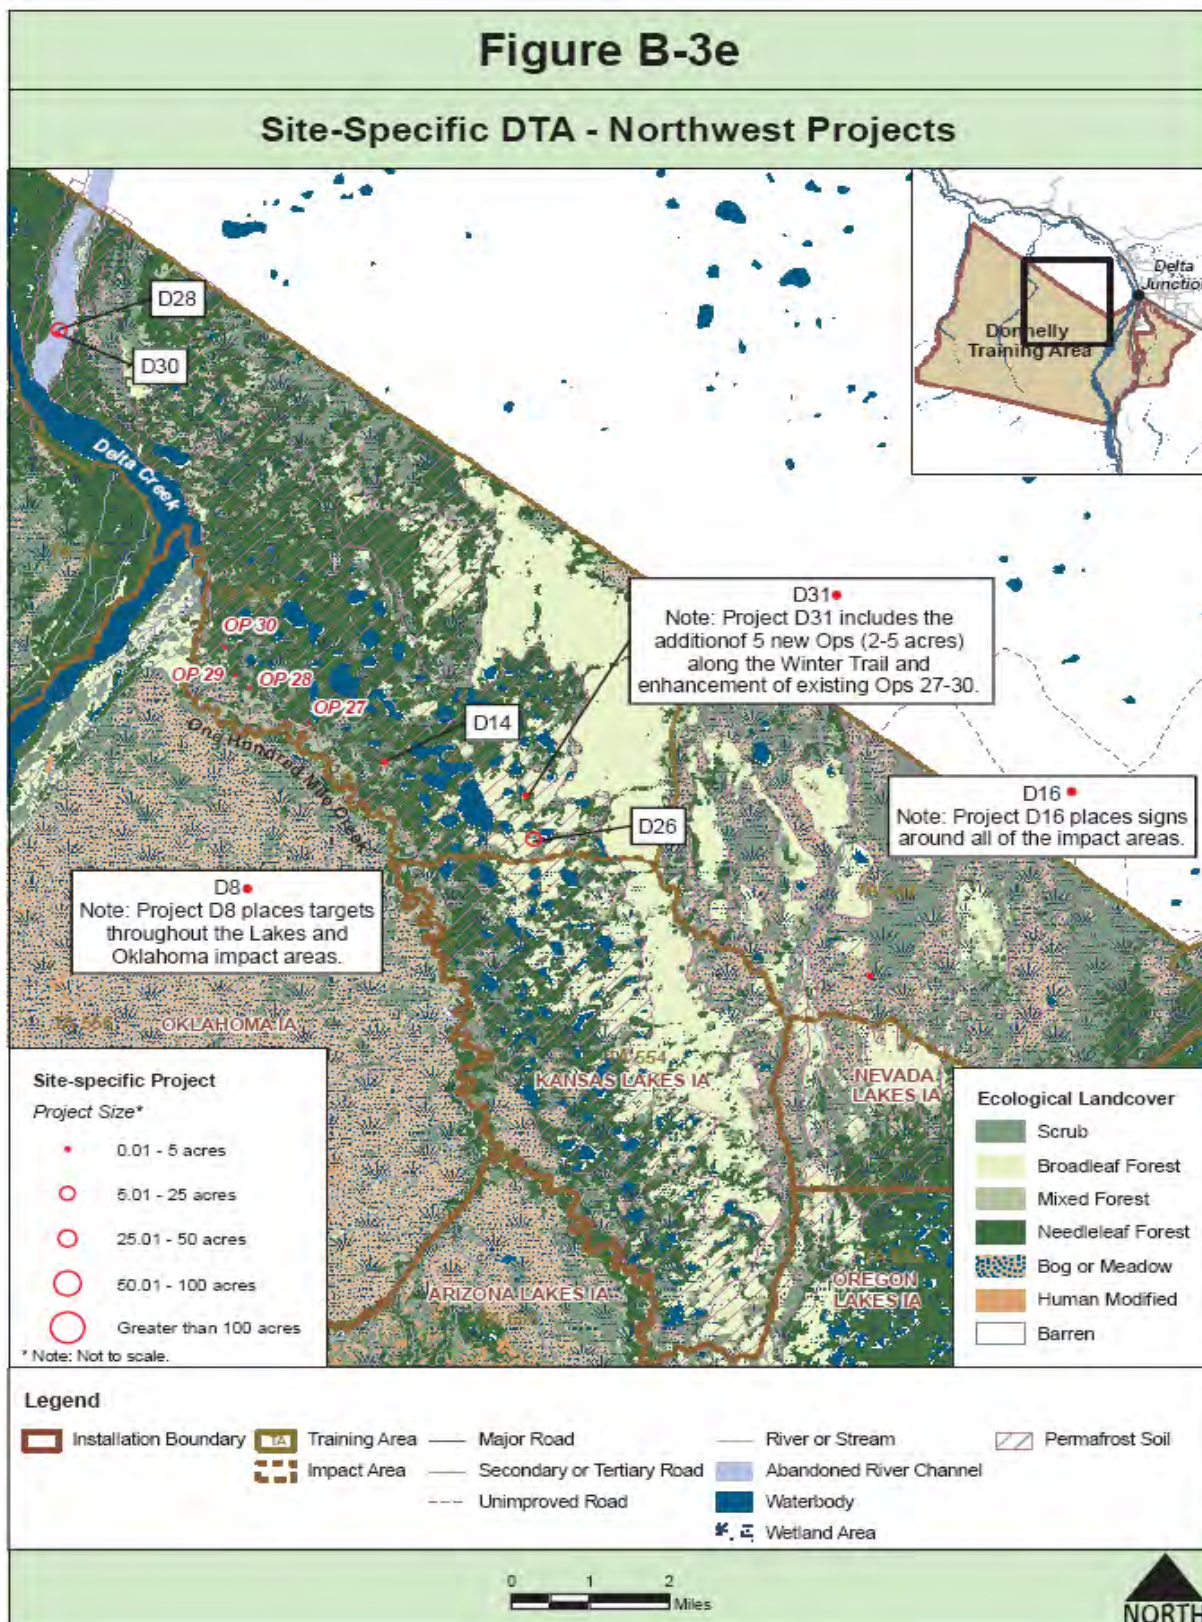 Figure B-3e
Site-Specific DTA - Northwest Projects
Delta
Junction
Donnelly
Training Area
D28
D30
Delta Creek
D31
Note: Project D31 includes the
additionof 5 new Ops (2-5 acres)
along the Winter Trail and
enhancement of existing Ops 27-30.
OP 30
OP 29
OP 28
OP 27
D14
One Hundred Mile Creek
D26
D16
Note: Project D16 places signs
around all of the impact areas.
D8
Note: Project D8 places targets
throughout the Lakes and
Oklahoma impact areas.
OKLAHOMA IA
554
KANSAS LAKES IA
NEVADA
LAKES IA
ARIZONA LAKES IA
OREGON
LAKES IA
Site-specific Project
Project Size*
0.01 - 5 acres
5.01 - 25 acres
25.01 - 50 acres
50.01 - 100 acres
Greater than 100 acres
* Note: Not to scale.
Ecological Landcover
Scrub
Broadleaf Forest
Mixed Forest
Needleleaf Forest
Bog or Meadow
Human Modified
Barren
Legend
Installation Boundary
TA Training Area
Impact Area
Major Road
Secondary or Tertiary Road
Unimproved Road
River or Stream
Abandoned River Channel
Waterbody
Wetland Area
Permafrost Soil
0 1 2
Miles
NORTH